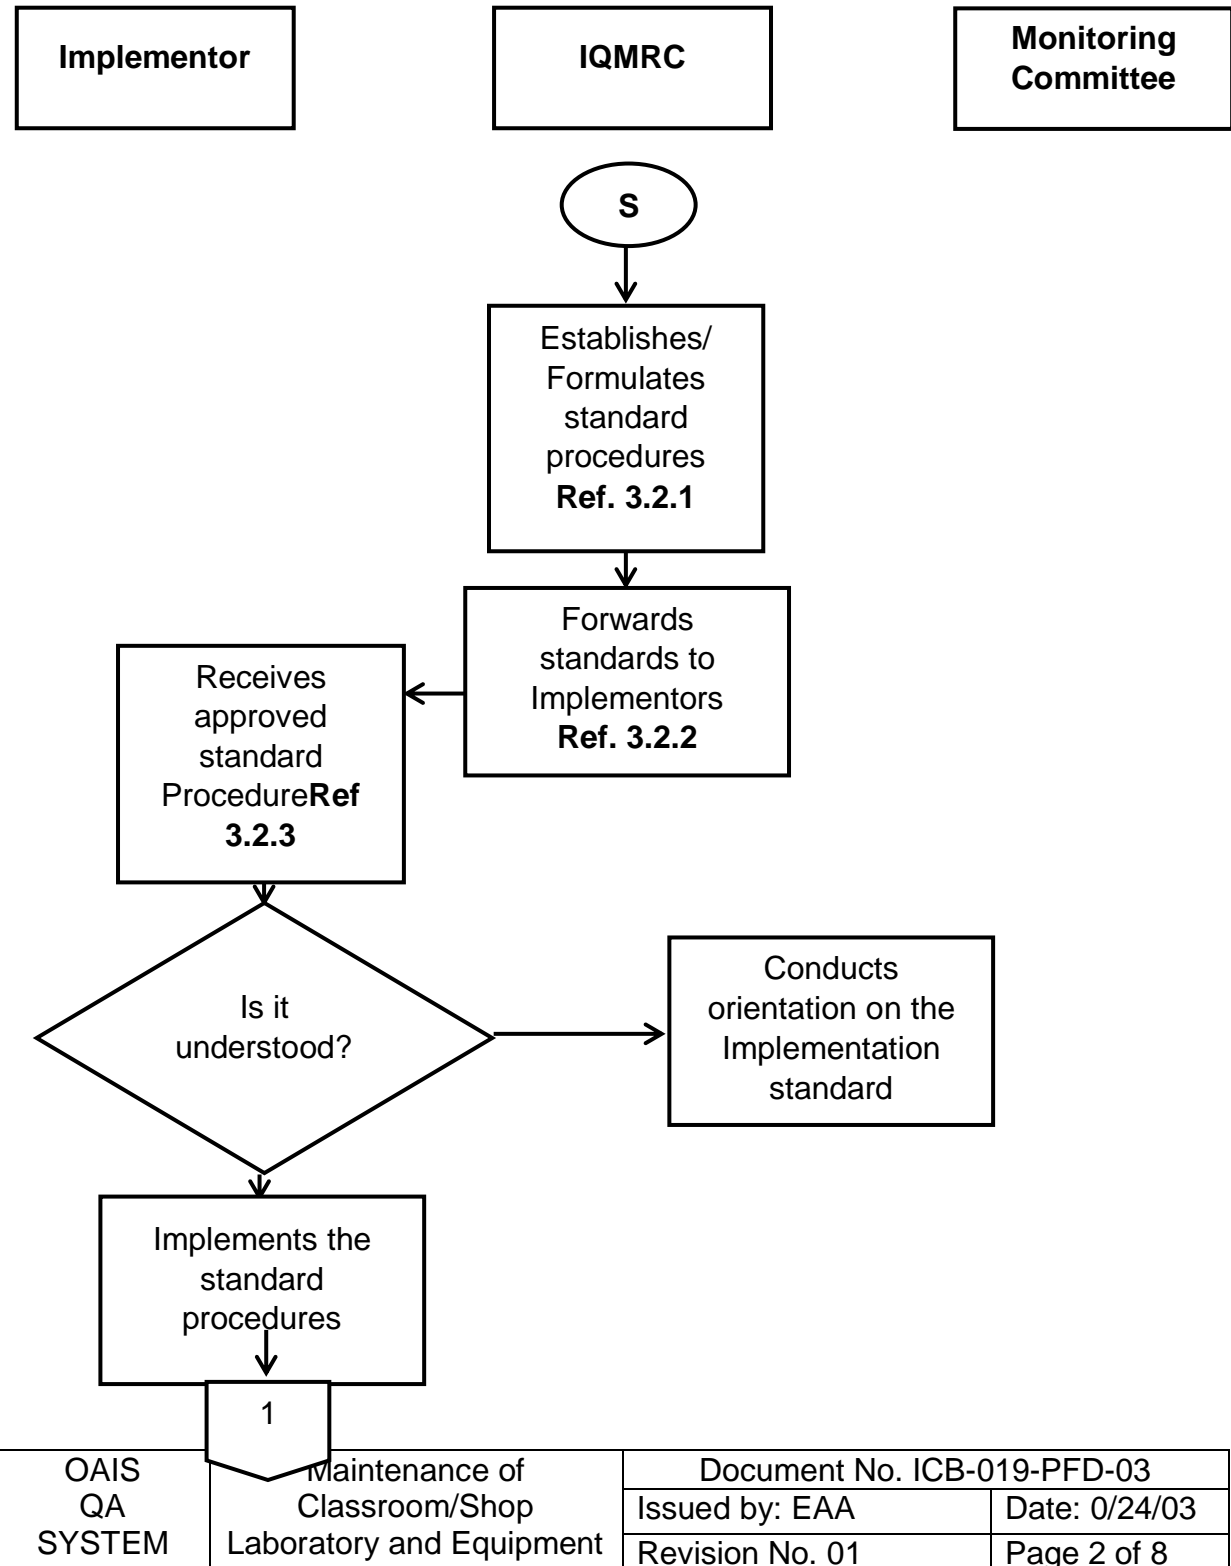 Implementor
IQMRC
Monitoring
Committee
S
Establishes/
Formulates
standard
procedures
Ref. 3.2.1
Forwards
standards to
Implementors
Ref. 3.2.2
Receives
approved
standard
ProcedureRef
3.2.3
Is it
understood?
Conducts
orientation on the
Implementation
standard
Implements the
standard
procedures
1
OAIS
QA
SYSTEM
Maintenance of
Classroom/Shop
Laboratory and Equipment
Document No. ICB-019-PFD-03
Issued by: EAA
Date: 0/24/03
Revision No. 01
Page 2 of 8